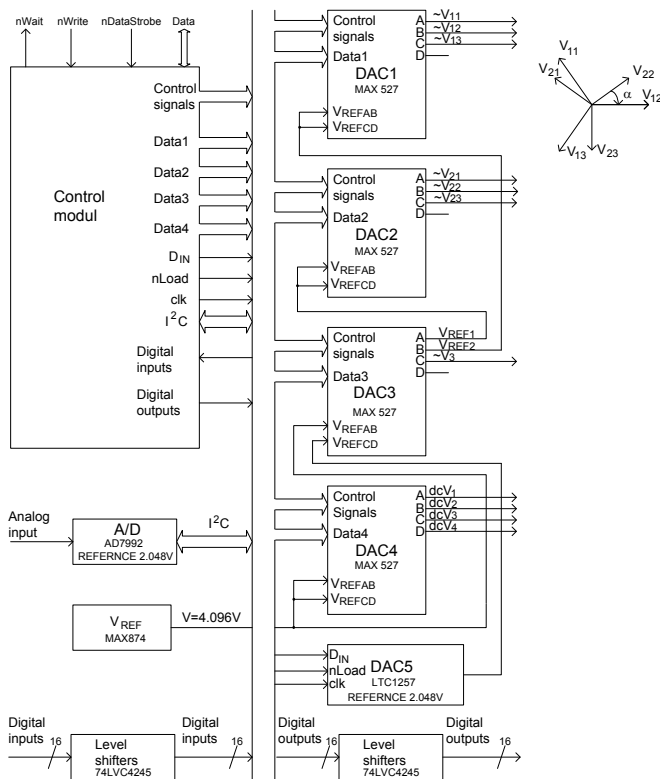 nWait nWrite nDataStrobe Data
Control
modul
Control
signals
Data1
Data2
Data3
Data4
DIN
nLoad
clk
I2C
Digital
inputs
Digital
outputs
Control
signals
Data1
DAC1
MAX 527
VREFAB
VREFCD
A ~V11
B ~V12
C ~V13
D
Control
signals
Data2
DAC2
MAX 527
VREFAB
VREFCD
A ~V21
B ~V22
C ~V23
D
Control
signals
Data3
DAC3
MAX 527
VREFAB
VREFCD
A VREF1
B VREF2
C ~V3
D
Control
Signals
Data4
DAC4
MAX 527
VREFAB
VREFCD
A dcV1
B dcV2
C dcV3
D dcV4
V11
V21
V22
α
V12
V13
V23
Analog
input
A/D
AD7992
REFERNCE 2.048V
I2C
VREF
MAX874
V=4.096V
DIN
nLoad
clk
DAC5
LTC1257
REFERNCE 2.048V
Digital
inputs
16
Level
shifters
74LVC4245
Digital
inputs
16
Digital
outputs
16
Level
shifters
74LVC4245
Digital
outputs
16